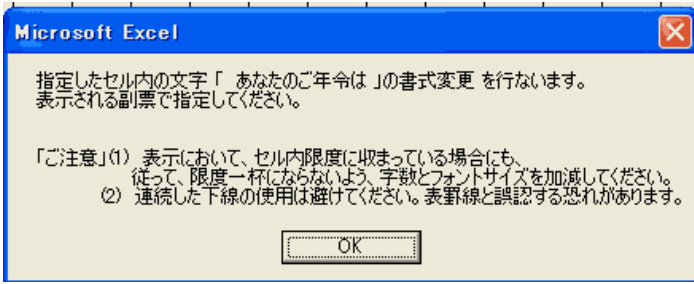 Microsoft Excel
指定したセル内の文字「 あなたのご年令は 」の書式変更 を行ないます。
表示される副票で指定してください。
「ご注意」(1) 表示において、セル内限度に収まっている場合にも、
従って、限度一杯にならないよう、字数とフォントサイズを加減してください。
(2) 連続した下線の使用は避けてください。表罫線と誤認する恐れがあります。
OK